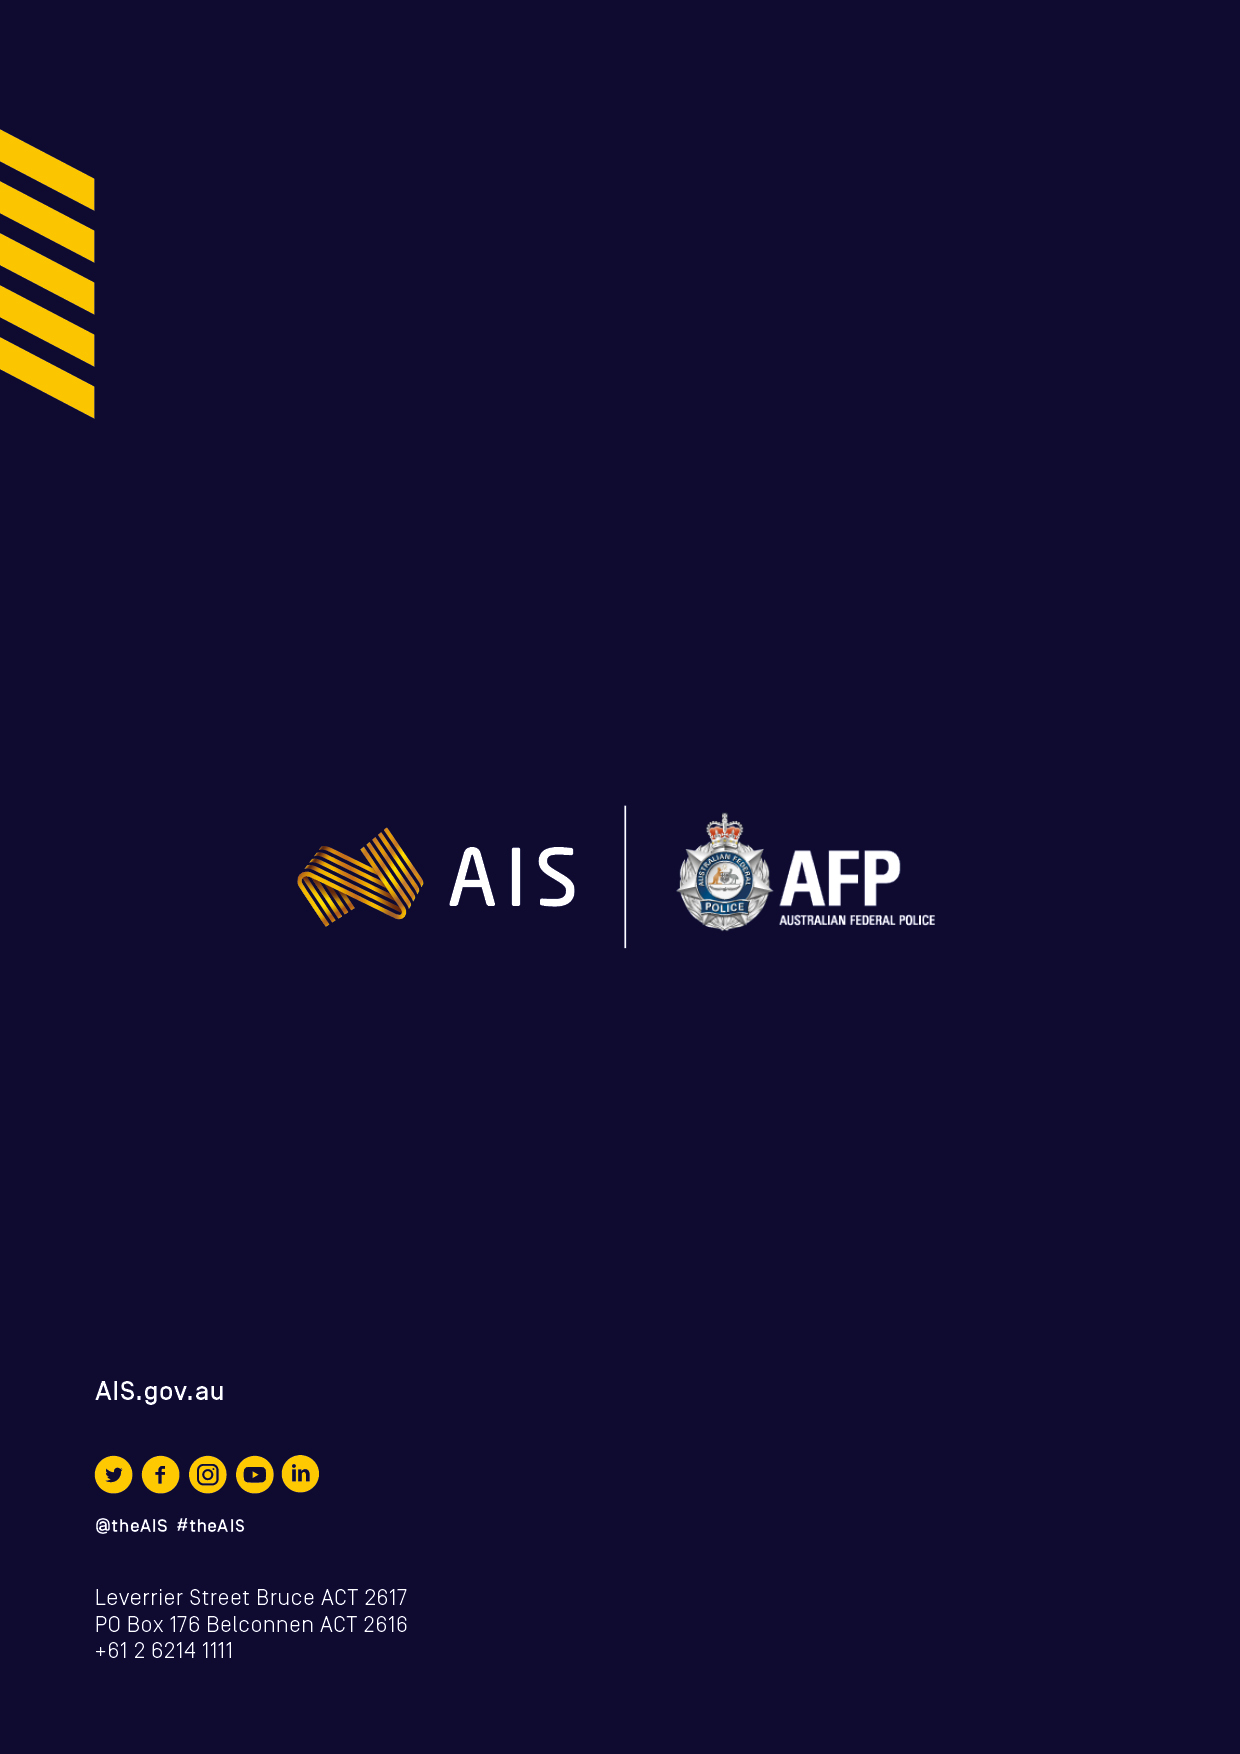 AIS
AUSTRALIAN FEDERAL
POLICE
AFP
AUSTRALIAN FEDERAL POLICE
AIS.gov.au
@theAIS #theAIS
Leverrier Street Bruce ACT 2617
PO Box 176 Belconnen ACT 2616
+61 2 6214 1111